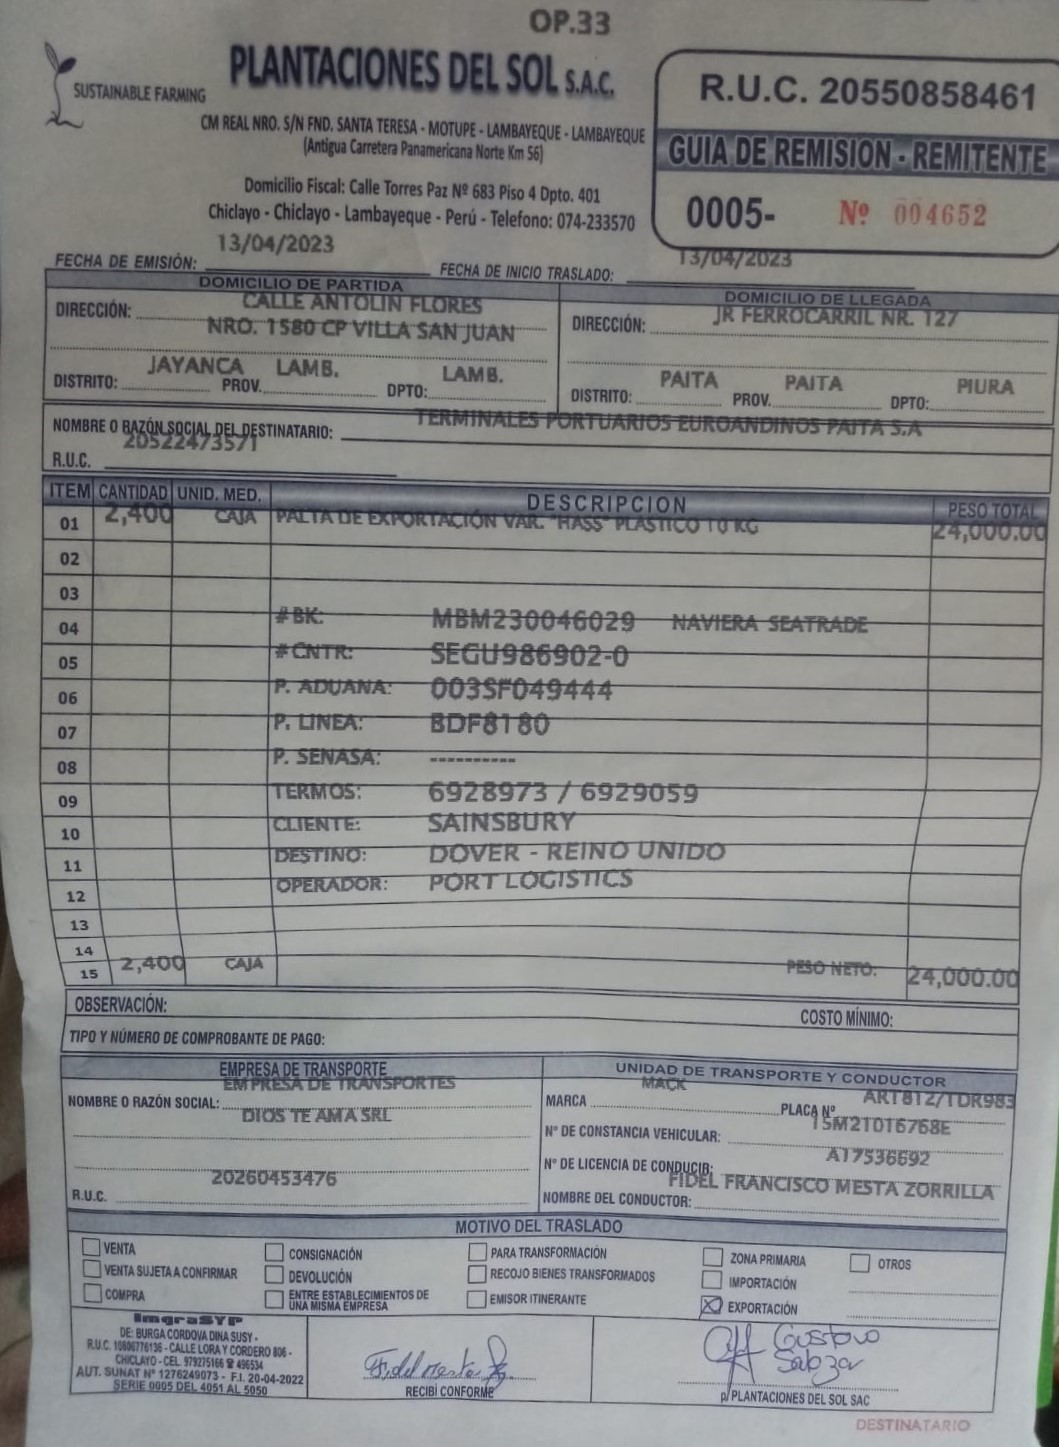 OP.33
SUSTAINABLE FARMING
PLANTACIONES DEL SOL S.A.C.
CM REAL NRO. S/N FND. SANTA TERESA - MOTUPE - LAMBAYEQUE - LAMBAYEQUE
(Antigua Carretera Panamericana Norte Km 56)
Domicilio Fiscal: Calle Torres Paz Nº 683 Piso 4 Dpto. 401
Chiclayo - Chiclayo - Lambayeque - Perú - Telefono: 074-233570
R.U.C. 20550858461
GUIA DE REMISION - REMITENTE
0005- Nº 004652
FECHA DE EMISIÓN: 13/04/2023 FECHA DE INICIO TRASLADO: 13/04/2023
DOMICILIO DE PARTIDA
DIRECCIÓN: CALLE ANTOLIN FLORES
NRO. 1580 CP VILLA SAN JUAN
DISTRITO: JAYANCA PROV. LAMB. DPTO: LAMB.
DOMICILIO DE LLEGADA
DIRECCIÓN: JR FERROCARRIL NR. 127
DISTRITO: PAITA PROV. PAITA DPTO: PIURA
NOMBRE O RAZÓN SOCIAL DEL DESTINATARIO: TERMINALES PORTUARIOS EUROANDINOS PAITA S.A
R.U.C. 20522473571
ITEM CANTIDAD UNID. MED. DESCRIPCION PESO TOTAL
01 2,400 CAJA PALTA DE EXPORTACIÓN VAR. "HASS" PLASTICO 10 KG 24,000.00
02
03
04 #BK: MBM230046029 NAVIERA SEATRADE
05 #CNTR: SEGU986902-0
06 P. ADUANA: 003SF049444
07 P. LINEA: BDF8180
08 P. SENASA: ----------
09 TERMOS: 6928973 / 6929059
10 CLIENTE: SAINSBURY
11 DESTINO: DOVER - REINO UNIDO
12 OPERADOR: PORT LOGISTICS
13
14
15 2,400 CAJA PESO NETO: 24,000.00
OBSERVACIÓN:
COSTO MÍNIMO:
TIPO Y NÚMERO DE COMPROBANTE DE PAGO:
EMPRESA DE TRANSPORTE
NOMBRE O RAZÓN SOCIAL: EMPRESA DE TRANSPORTES
DIOS TE AMA SRL
R.U.C. 20260453476
UNIDAD DE TRANSPORTE Y CONDUCTOR
MARCA MACK PLACA Nº ART812/TDR983
Nº DE CONSTANCIA VEHICULAR: 15M21016768E
Nº DE LICENCIA DE CONDUCIR: A17536692
NOMBRE DEL CONDUCTOR: FIDEL FRANCISCO MESTA ZORRILLA
MOTIVO DEL TRASLADO
VENTA
VENTA SUJETA A CONFIRMAR
COMPRA
CONSIGNACIÓN
DEVOLUCIÓN
ENTRE ESTABLECIMIENTOS DE
UNA MISMA EMPRESA
PARA TRANSFORMACIÓN
RECOJO BIENES TRANSFORMADOS
EMISOR ITINERANTE
ZONA PRIMARIA
IMPORTACIÓN
EXPORTACIÓN
OTROS
ImgraSYP
DE: BURGA CORDOVA DINA SUSY -
R.U.C. 10806776136 - CALLE LORA Y CORDERO 806 -
CHICLAYO - CEL. 979275166 ☎ 496534
AUT. SUNAT Nº 1276249073 - F.I. 20-04-2022
SERIE 0005 DEL 4051 AL 5050
Fidel Mesta
RECIBÍ CONFORME
Gustavo
p/ PLANTACIONES DEL SOL SAC
DESTINATARIO